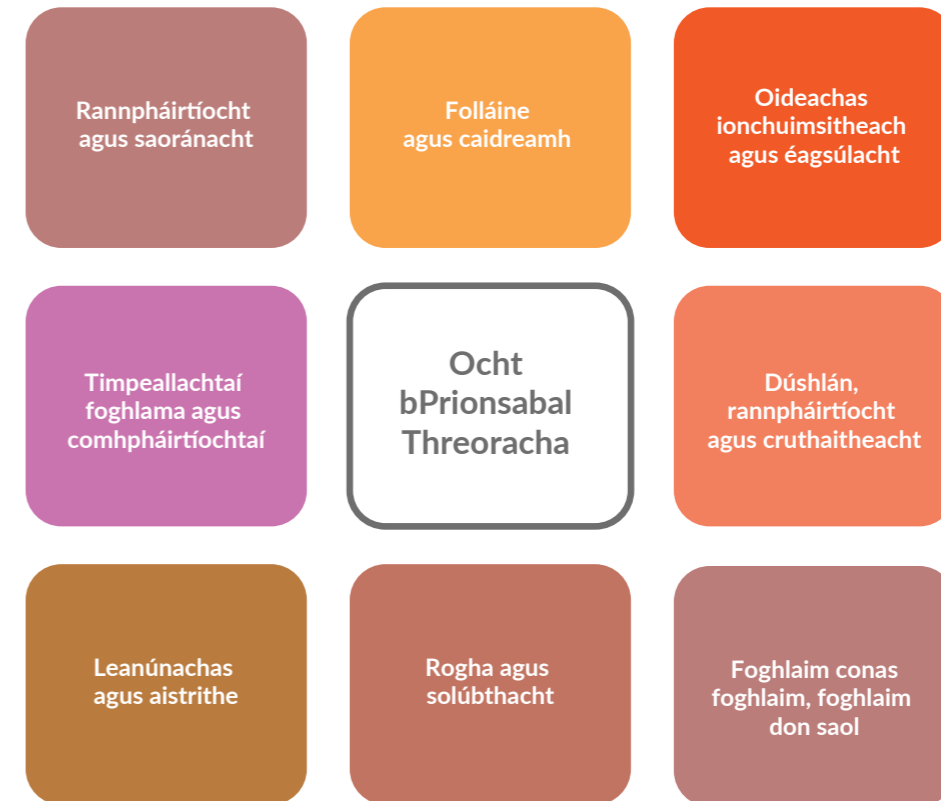 Rannpháirtíocht
agus saoránacht
Folláine
agus caidreamh
Oideachas
ionchuimsitheach
agus éagsúlacht
Timpeallachtaí
foghlama agus
comhpháirtíochtaí
Ocht
bPrionsabal
Threoracha
Dúshlán,
rannpháirtíocht
agus cruthaitheacht
Leanúnachas
agus aistrithe
Rogha agus
solúbthacht
Foghlaim conas
foghlaim, foghlaim
don saol